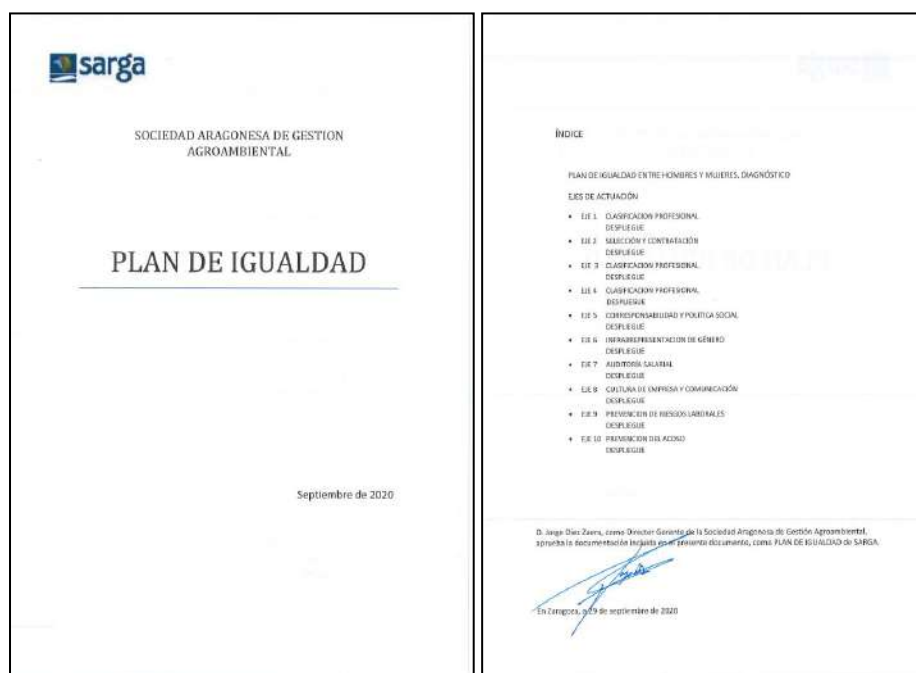 sarga
SOCIEDAD ARAGONESA DE GESTION
AGROAMBIENTAL
PLAN DE IGUALDAD
Septiembre de 2020
ÍNDICE
PLAN DE IGUALDAD ENTRE HOMBRES Y MUJERES, DIAGNÓSTICO
EJES DE ACTUACIÓN
• EJE 1 CLASIFICACION PROFESIONAL
DESPLIEGUE
• EJE 2 SELECCIÓN Y CONTRATACIÓN
DESPLIEGUE
• EJE 3 CLASIFICACION PROFESIONAL
DESPLIEGUE
• EJE 4 CLASIFICACION PROFESIONAL
DESPLIEGUE
• EJE 5 CORRESPONSABILIDAD Y POLITICA SOCIAL
DESPLIEGUE
• EJE 6 INFRARREPRESENTACION DE GÉNERO
DESPLIEGUE
• EJE 7 AUDITORÍA SALARIAL
DESPLIEGUE
• EJE 8 CULTURA DE EMPRESA Y COMUNICACIÓN
DESPLIEGUE
• EJE 9 PREVENCION DE RIESGOS LABORALES
DESPLIEGUE
• EJE 10 PREVENCION DEL ACOSO
DESPLIEGUE
D. Jorge Díez Zaera, como Director Gerente de la Sociedad Aragonesa de Gestión Agroambiental,
aprueba la documentación incluida en el presente documento, como PLAN DE IGUALDAD de SARGA.
En Zaragoza, a 29 de septiembre de 2020